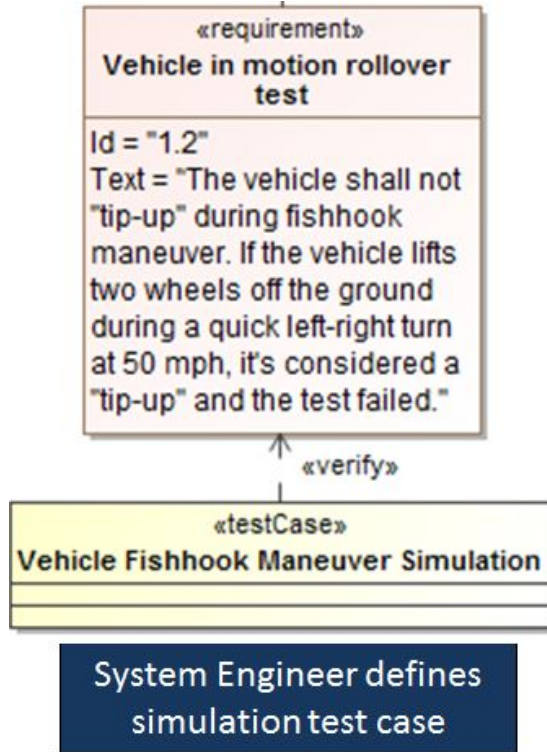 «requirement»
Vehicle in motion rollover
test
Id = "1.2"
Text = "The vehicle shall not
"tip-up" during fishhook
maneuver. If the vehicle lifts
two wheels off the ground
during a quick left-right turn
at 50 mph, it's considered a
"tip-up" and the test failed."
«verify»
«testCase»
Vehicle Fishhook Maneuver Simulation
System Engineer defines
simulation test case